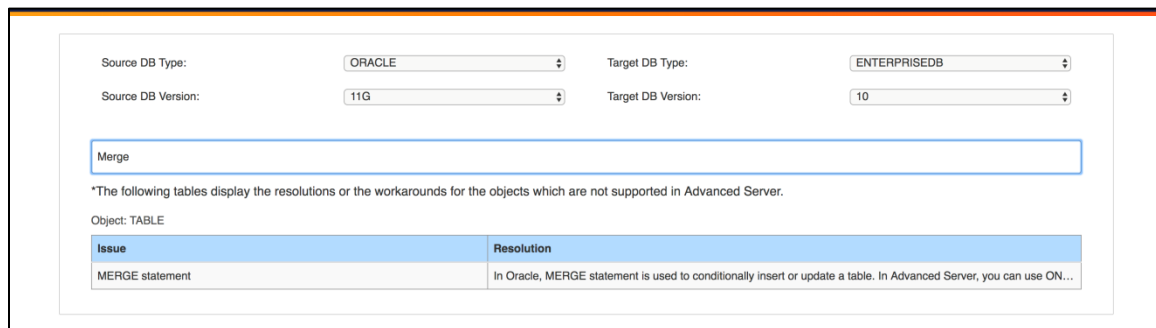 Source DB Type: ORACLE Target DB Type: ENTERPRISEDB
Source DB Version: 11G Target DB Version: 10
Merge
*The following tables display the resolutions or the workarounds for the objects which are not supported in Advanced Server.
Object: TABLE
Issue Resolution
MERGE statement In Oracle, MERGE statement is used to conditionally insert or update a table. In Advanced Server, you can use ON...